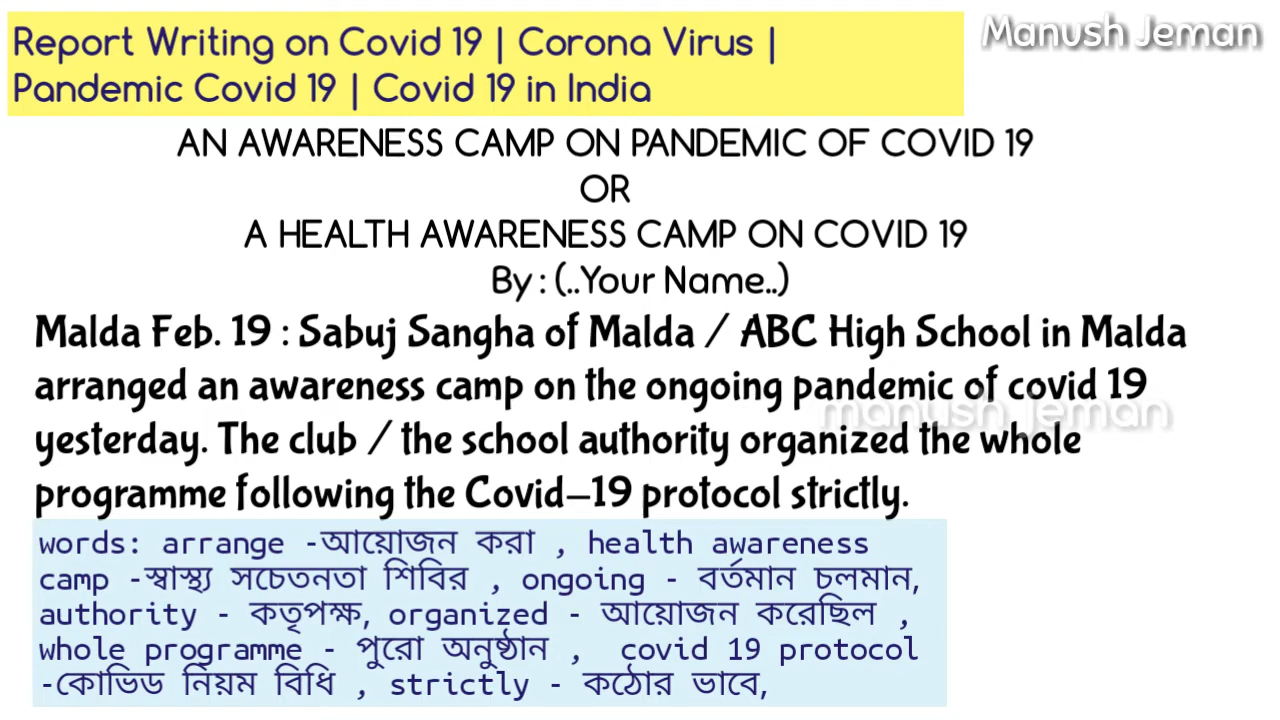 Report Writing on Covid 19 | Corona Virus |
Manush Jeman
Pandemic Covid 19 | Covid 19 in India
AN AWARENESS CAMP ON PANDEMIC OF COVID 19
OR
A HEALTH AWARENESS CAMP ON COVID 19
By : (..Your Name..)
Malda Feb. 19 : Sabuj Sangha of Malda / ABC High School in Malda
arranged an awareness camp on the ongoing pandemic of covid 19
manush jeman
yesterday. The club / the school authority organized the whole
programme following the Covid-19 protocol strictly.
words: arrange -আয়োজন করা , health awareness
camp -স্বাস্থ্য সচেতনতা শিবির , ongoing - বর্তমান চলমান,
authority - কতৃপক্ষ, organized - আয়োজন করেছিল ,
whole programme - পুরো অনুষ্ঠান , covid 19 protocol
-কোভিড নিয়ম বিধি , strictly - কঠোর ভাবে,